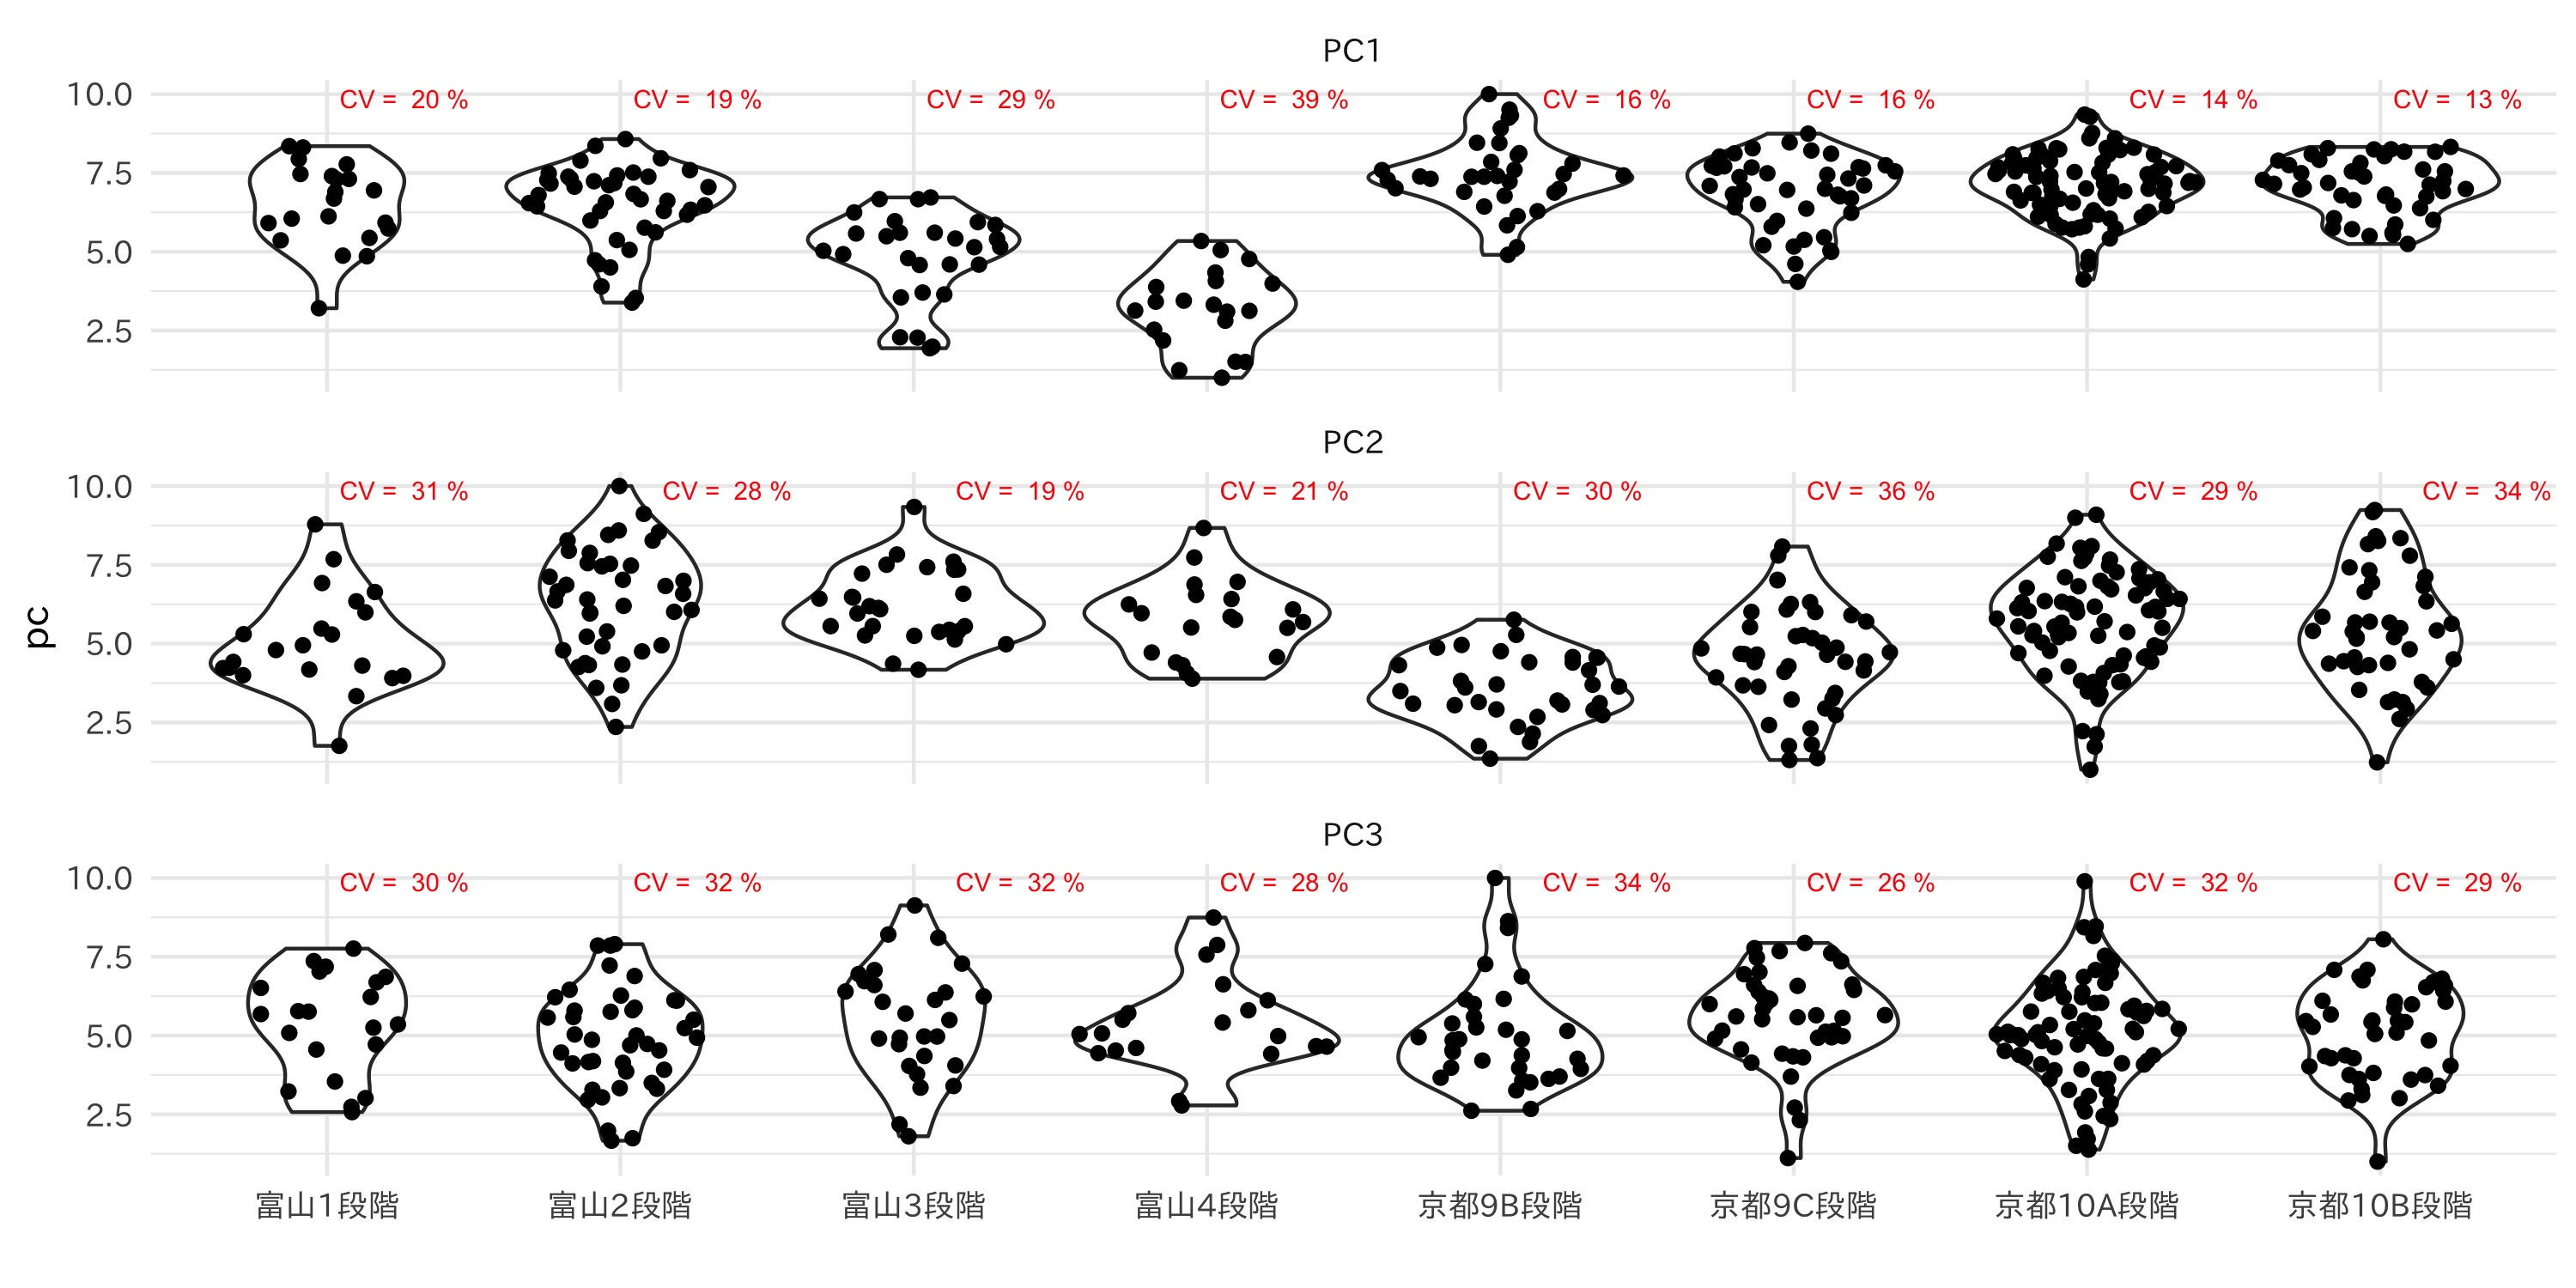 PC1
10.0
7.5
5.0
2.5
CV = 20 % CV = 19 % CV = 29 % CV = 39 % CV = 16 % CV = 16 % CV = 14 % CV = 13 %
PC2
10.0
7.5
5.0
2.5
CV = 31 % CV = 28 % CV = 19 % CV = 21 % CV = 30 % CV = 36 % CV = 29 % CV = 34 %
pc
PC3
10.0
7.5
5.0
2.5
CV = 30 % CV = 32 % CV = 32 % CV = 28 % CV = 34 % CV = 26 % CV = 32 % CV = 29 %
富山1段階 富山2段階 富山3段階 富山4段階 京都9B段階 京都9C段階 京都10A段階 京都10B段階